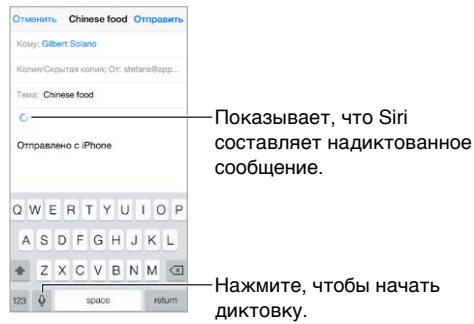 Отменить Chinese food Отправить
Кому: Gilbert Solano
Копия/Скрытая копия; От: stefans@app...
Тема: Chinese food
Показывает, что Siri
составляет надиктованное
сообщение.
Отправлено с iPhone
Q W E R T Y U I O P
A S D F G H J K L
Z X C V B N M
123 space return
Нажмите, чтобы начать
диктовку.